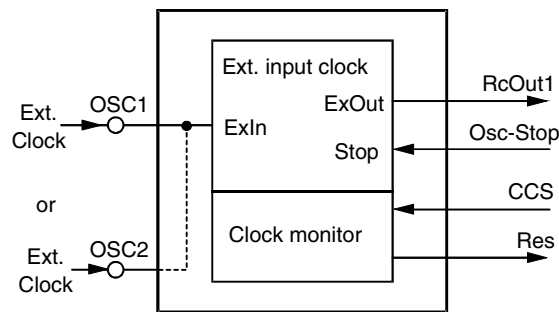 Ext. input clock
RcOut1
ExOut
OSC1
Ext.
Clock
ExIn
Osc-Stop
Stop
CCS
or
Clock monitor
Res
OSC2
Ext.
Clock